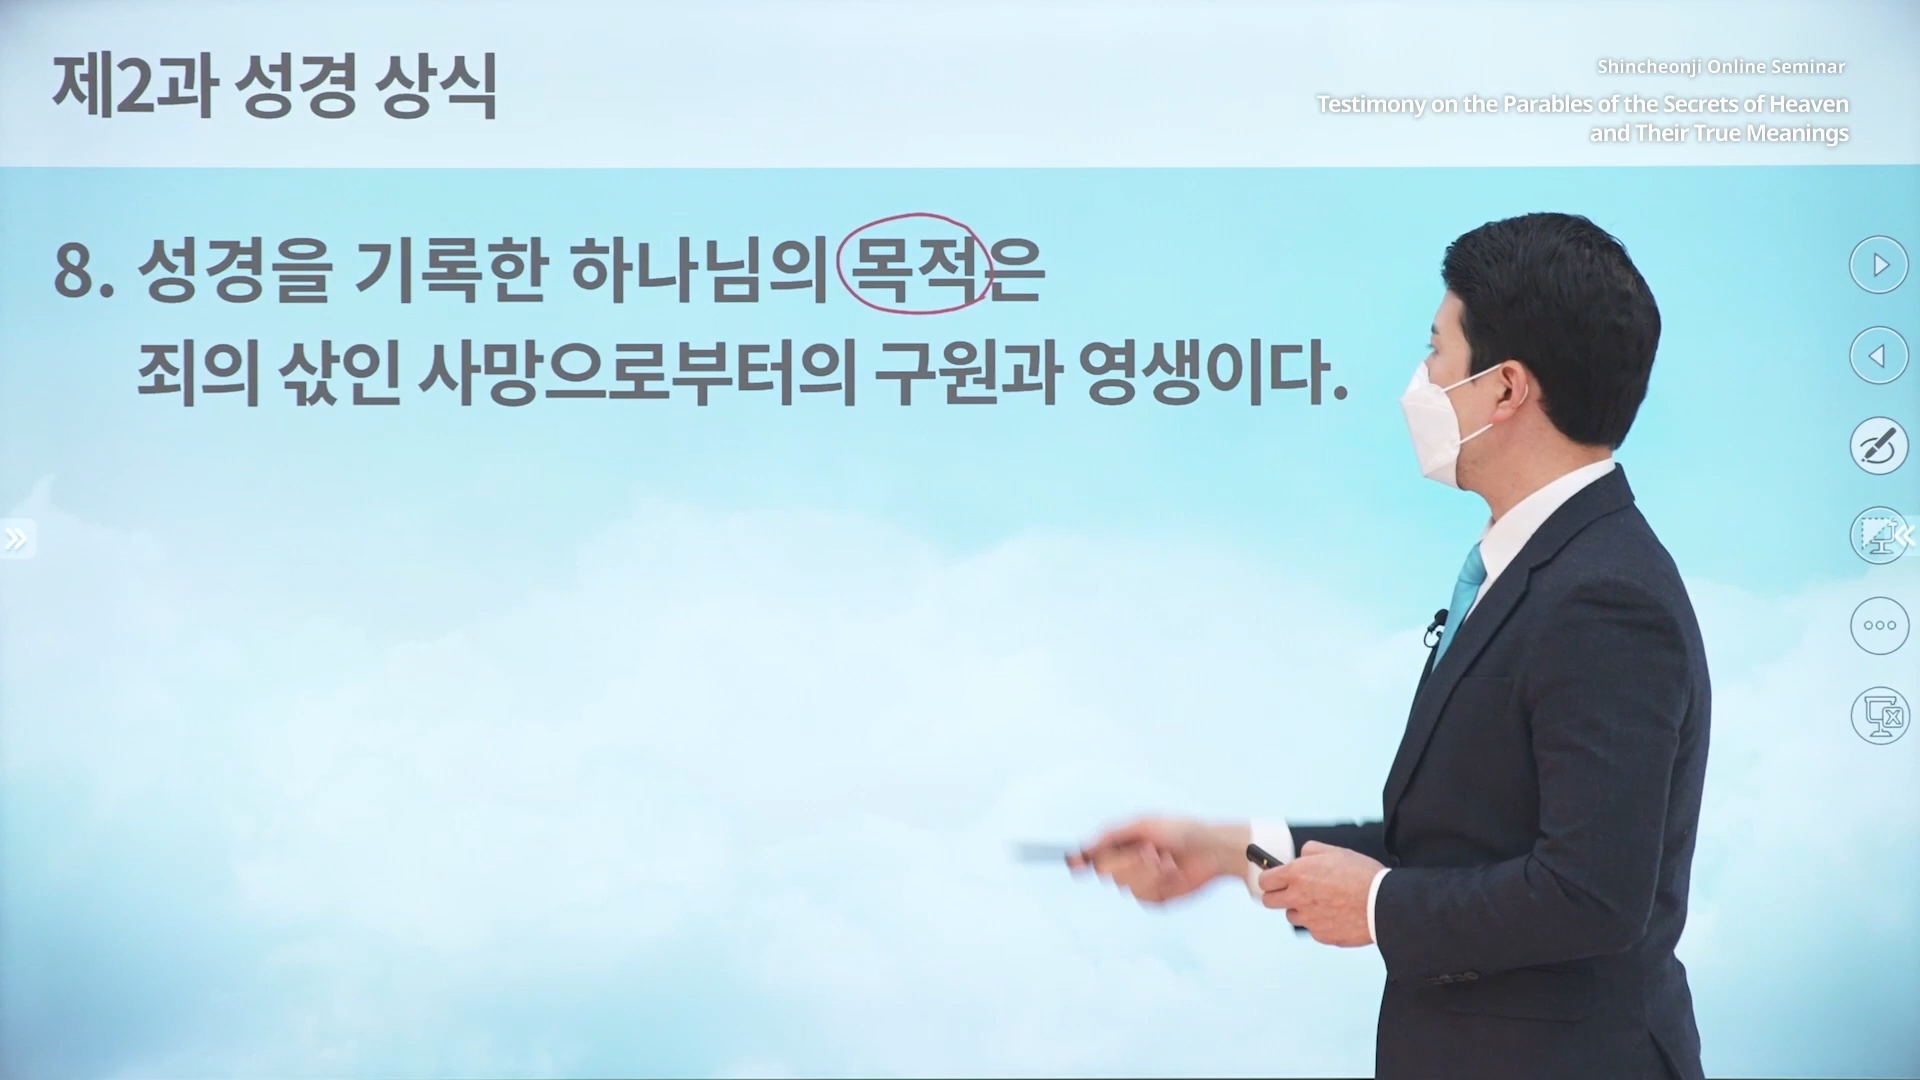 제2과 성경 상식
Shincheonji Online Seminar
Testimony on the Parables of the Secrets of Heaven
and Their True Meanings
8. 성경을 기록한 하나님의 목적은
죄의 삯인 사망으로부터의 구원과 영생이다.